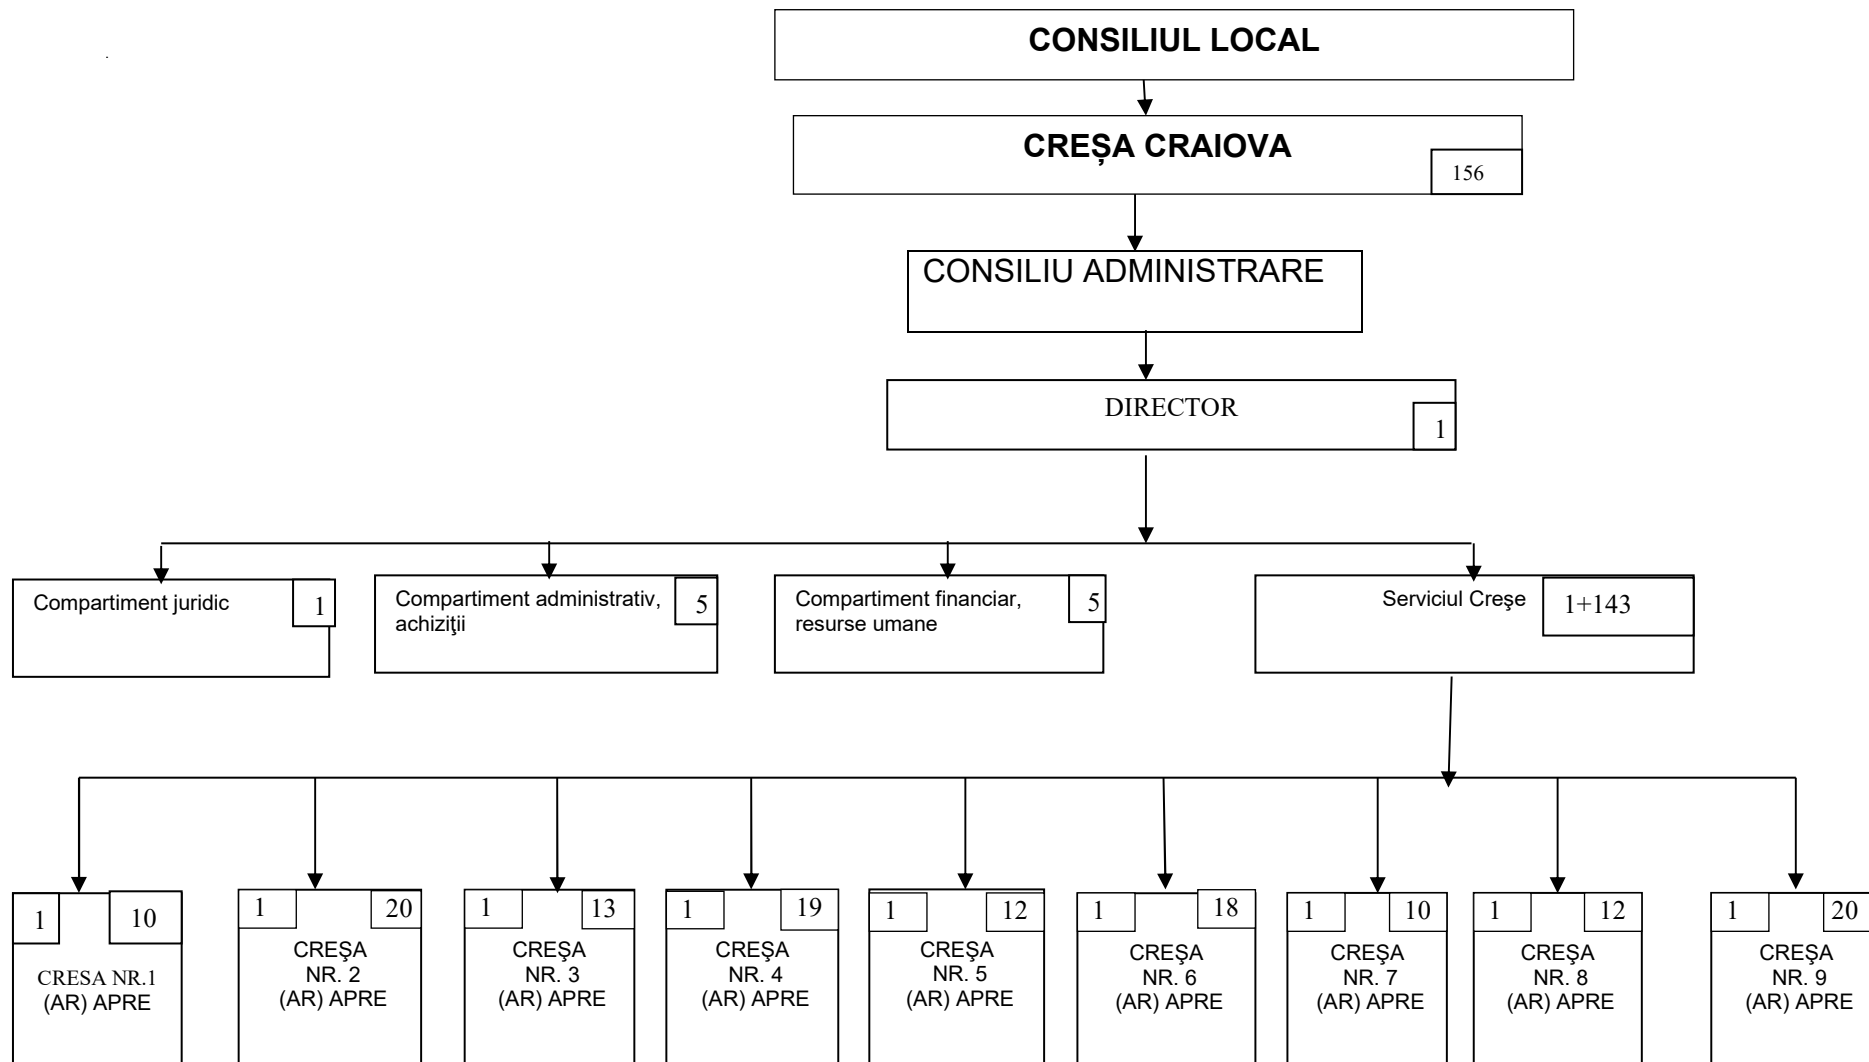 CONSILIUL LOCAL
CREȘA CRAIOVA
156
CONSILIU ADMINISTRARE
DIRECTOR
1
Compartiment juridic
1
Compartiment administrativ,
achiziţii
5
Compartiment financiar,
resurse umane
5
Serviciul Creşe
1+143
1
10
CRESA NR.1
(AR) APRE
1
20
CREŞA
NR. 2
(AR) APRE
1
13
CREŞA
NR. 3
(AR) APRE
1
19
CREŞA
NR. 4
(AR) APRE
1
12
CREŞA
NR. 5
(AR) APRE
1
18
CREŞA
NR. 6
(AR) APRE
1
10
CREŞA
NR. 7
(AR) APRE
1
12
CREŞA
NR. 8
(AR) APRE
1
20
CREŞA
NR. 9
(AR) APRE